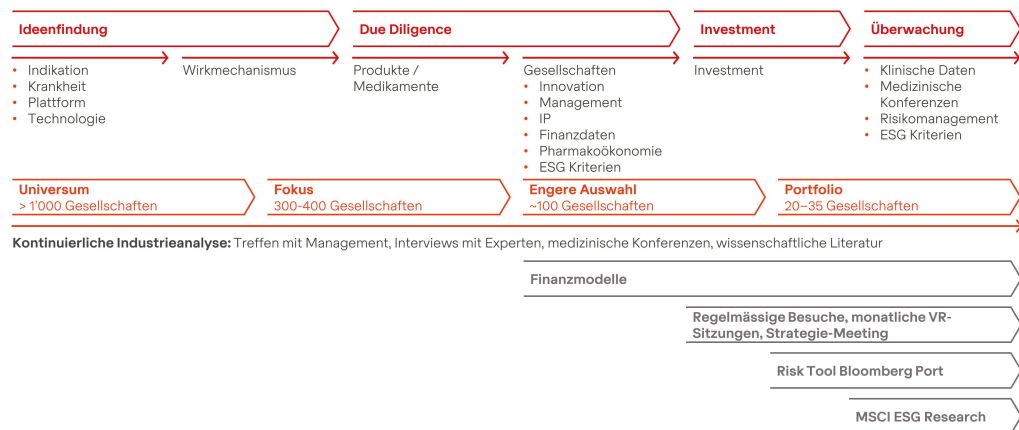 Ideenfindung
Due Diligence
Investment
Überwachung
• Indikation
• Krankheit
• Plattform
• Technologie
Wirkmechanismus
Produkte /
Medikamente
Gesellschaften
• Innovation
• Management
• IP
• Finanzdaten
• Pharmakoökonomie
• ESG Kriterien
Investment
• Klinische Daten
• Medizinische
Konferenzen
• Risikomanagement
• ESG Kriterien
Universum
> 1'000 Gesellschaften
Fokus
300-400 Gesellschaften
Engere Auswahl
~100 Gesellschaften
Portfolio
20–35 Gesellschaften
Kontinuierliche Industrieanalyse: Treffen mit Management, Interviews mit Experten, medizinische Konferenzen, wissenschaftliche Literatur
Finanzmodelle
Regelmässige Besuche, monatliche VR-
Sitzungen, Strategie-Meeting
Risk Tool Bloomberg Port
MSCI ESG Research